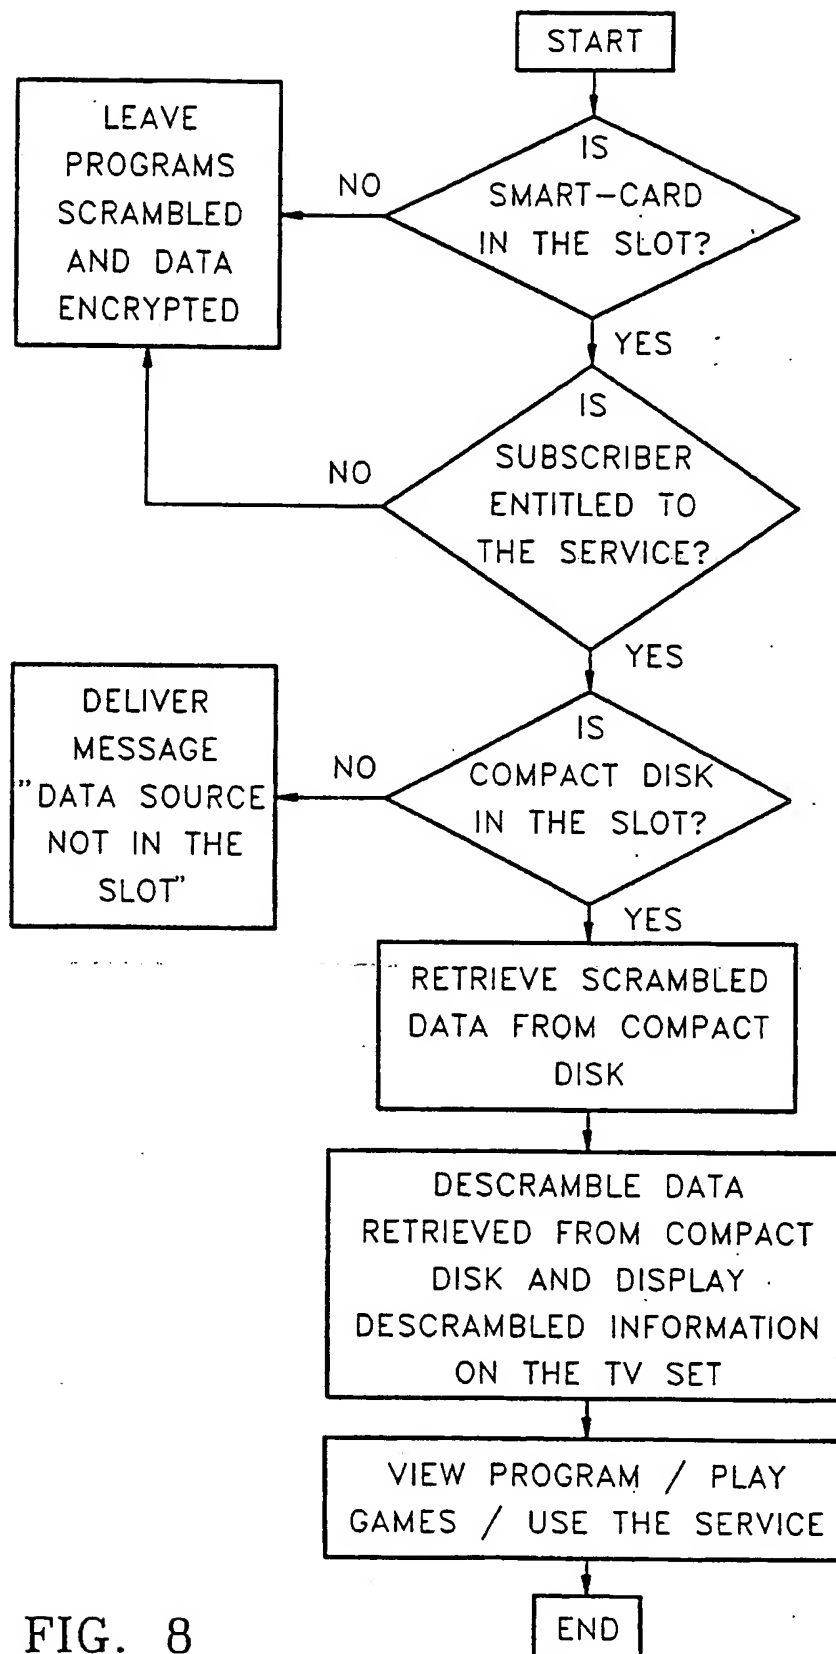 START
IS
SMART-CARD
IN THE SLOT?
NO
LEAVE
PROGRAMS
SCRAMBLED
AND DATA
ENCRYPTED
YES
IS
SUBSCRIBER
ENTITLED TO
THE SERVICE?
NO
YES
IS
COMPACT DISK
IN THE SLOT?
NO
DELIVER
MESSAGE
"DATA SOURCE
NOT IN THE
SLOT"
YES
RETRIEVE SCRAMBLED
DATA FROM COMPACT
DISK
DESCRAMBLE DATA
RETRIEVED FROM COMPACT
DISK AND DISPLAY
DESCRAMBLED INFORMATION
ON THE TV SET
VIEW PROGRAM / PLAY
GAMES / USE THE SERVICE
END
FIG. 8